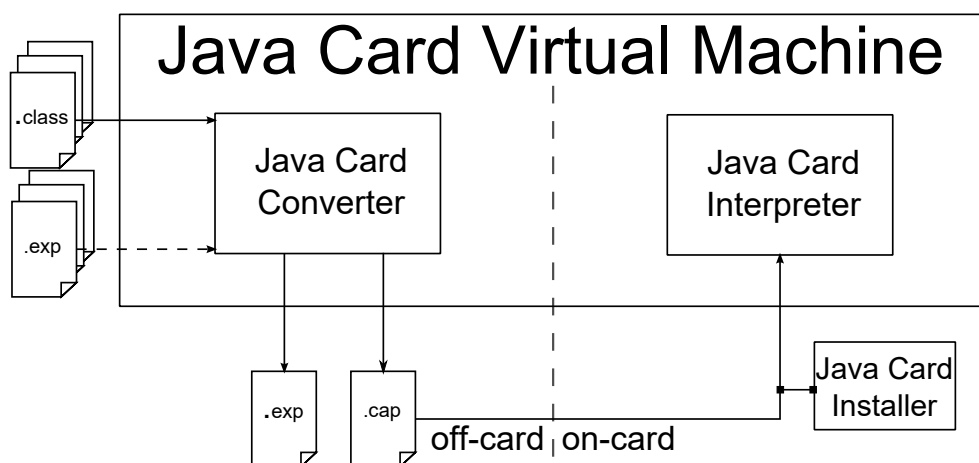 Java Card Virtual Machine
.class
Java Card
Converter
Java Card
Interpreter
.exp
.exp
.cap
Java Card
Installer
off-card
on-card